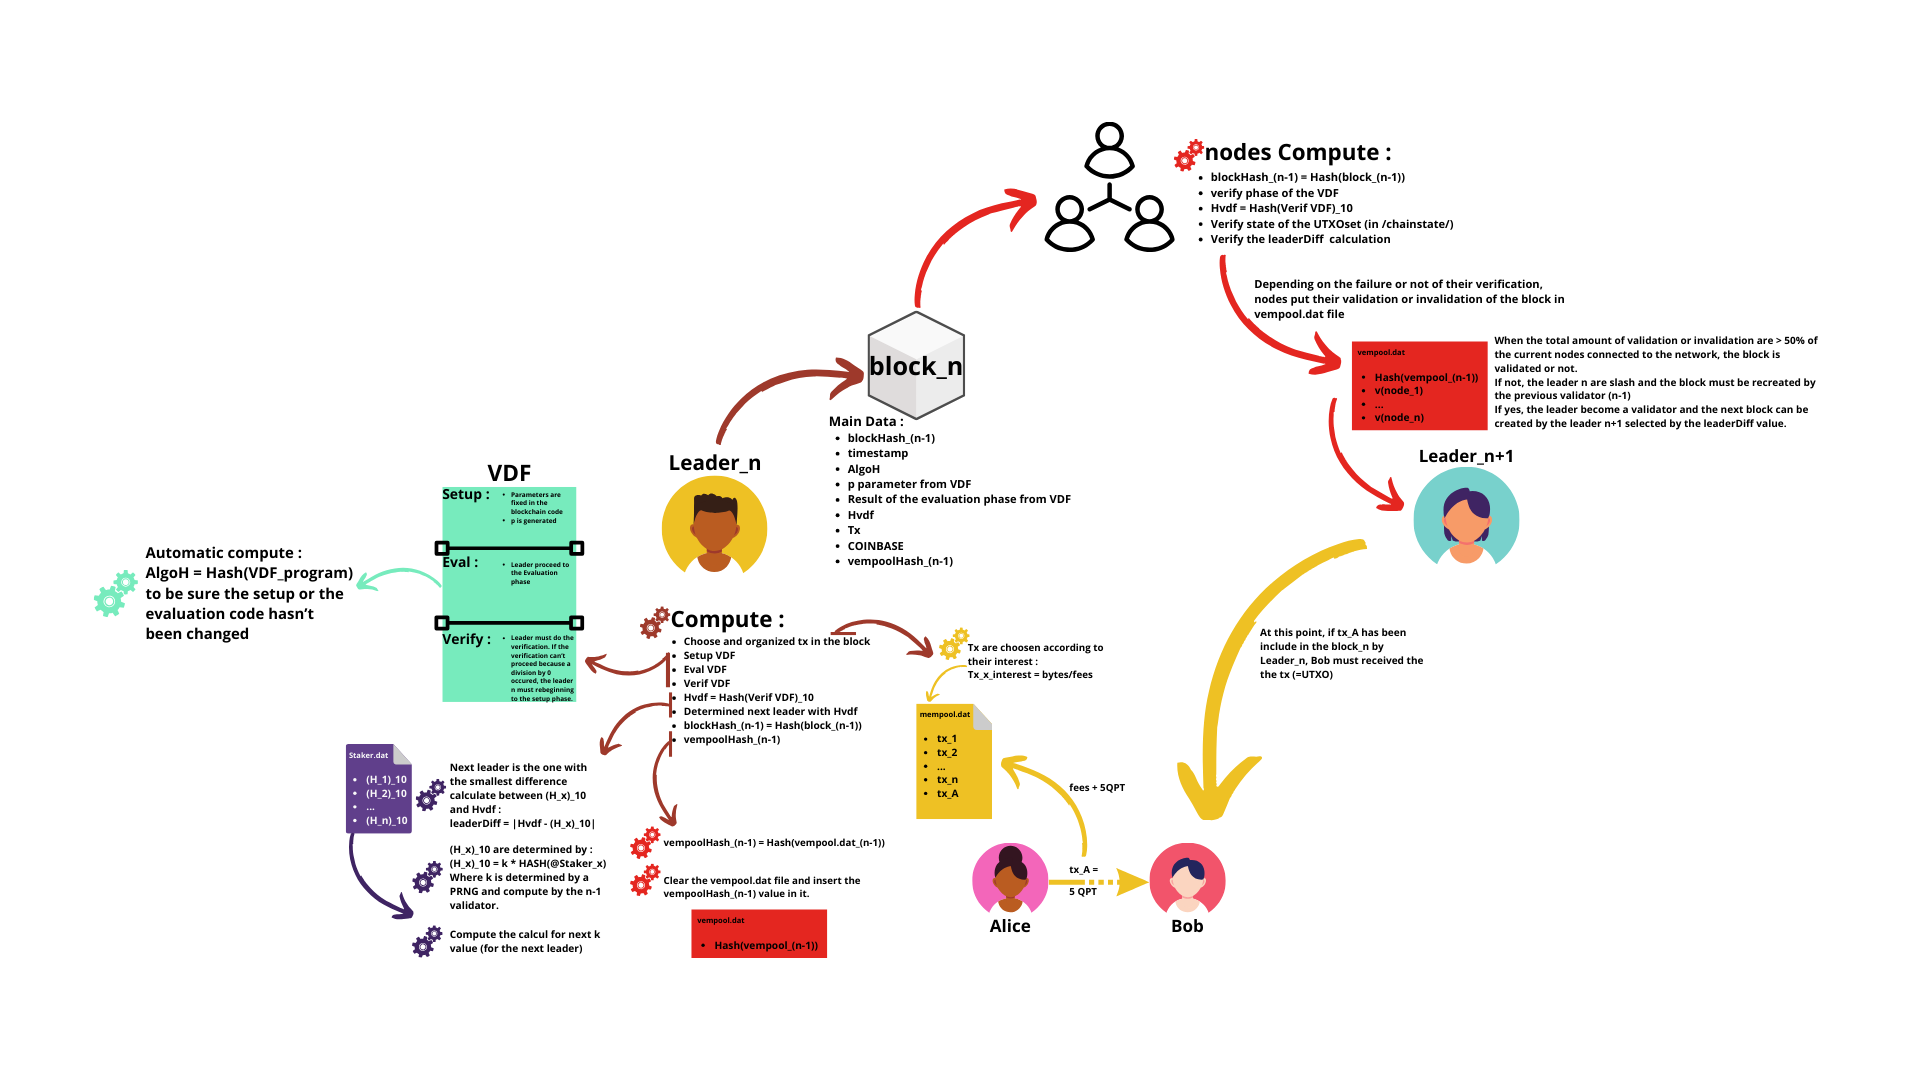 nodes Compute :
blockHash_(n-1) = Hash(block_(n-1))
verify phase of the VDF
Hvdf = Hash(Verif VDF)_10
Verify state of the UTXOset (in /chainstate/)
Verify the leaderDiff calculation
Depending on the failure or not of their verification,
nodes put their validation or invalidation of the block in
vempool.dat file
vempool.dat
Hash(vempool_(n-1))
v(node_1)
...
v(node_n)
When the total amount of validation or invalidation are > 50% of
the current nodes connected to the network, the block is
validated or not.
If not, the leader n are slash and the block must be recreated by
the previous validator (n-1)
If yes, the leader become a validator and the next block can be
created by the leader n+1 selected by the leaderDiff value.
Leader_n+1
block_n
Main Data :
blockHash_(n-1)
timestamp
AlgoH
p parameter from VDF
Result of the evaluation phase from VDF
Hvdf
Tx
COINBASE
vempoolHash_(n-1)
Leader_n
VDF
Setup :
Parameters are
fixed in the
blockchain code
p is generated
Eval :
Leader proceed to
the Evaluation
phase
Verify :
Leader must do the
verification. If the
verification can't
proceed because a
division by 0
occured, the leader
n must rebeginning
to the setup phase.
Automatic compute :
AlgoH = Hash(VDF_program)
to be sure the setup or the
evaluation code hasn't
been changed
Compute :
Choose and organized tx in the block
Setup VDF
Eval VDF
Verif VDF
Hvdf = Hash(Verif VDF)_10
Determined next leader with Hvdf
blockHash_(n-1) = Hash(block_(n-1))
vempoolHash_(n-1)
Tx are choosen according to
their interest :
Tx_x_interest = bytes/fees
mempool.dat
tx_1
tx_2
...
tx_n
tx_A
At this point, if tx_A has been
include in the block_n by
Leader_n, Bob must received the
the tx (=UTXO)
Staker.dat
(H_1)_10
(H_2)_10
...
(H_n)_10
Next leader is the one with
the smallest difference
calculate between (H_x)_10
and Hvdf :
leaderDiff = |Hvdf - (H_x)_10|
(H_x)_10 are determined by :
(H_x)_10 = k * HASH(@Staker_x)
Where k is determined by a
PRNG and compute by the n-1
validator.
Compute the calcul for next k
value (for the next leader)
vempoolHash_(n-1) = Hash(vempool.dat_(n-1))
Clear the vempool.dat file and insert the
vempoolHash_(n-1) value in it.
vempool.dat
Hash(vempool_(n-1))
fees + 5QPT
tx_A =
5 QPT
Alice
Bob